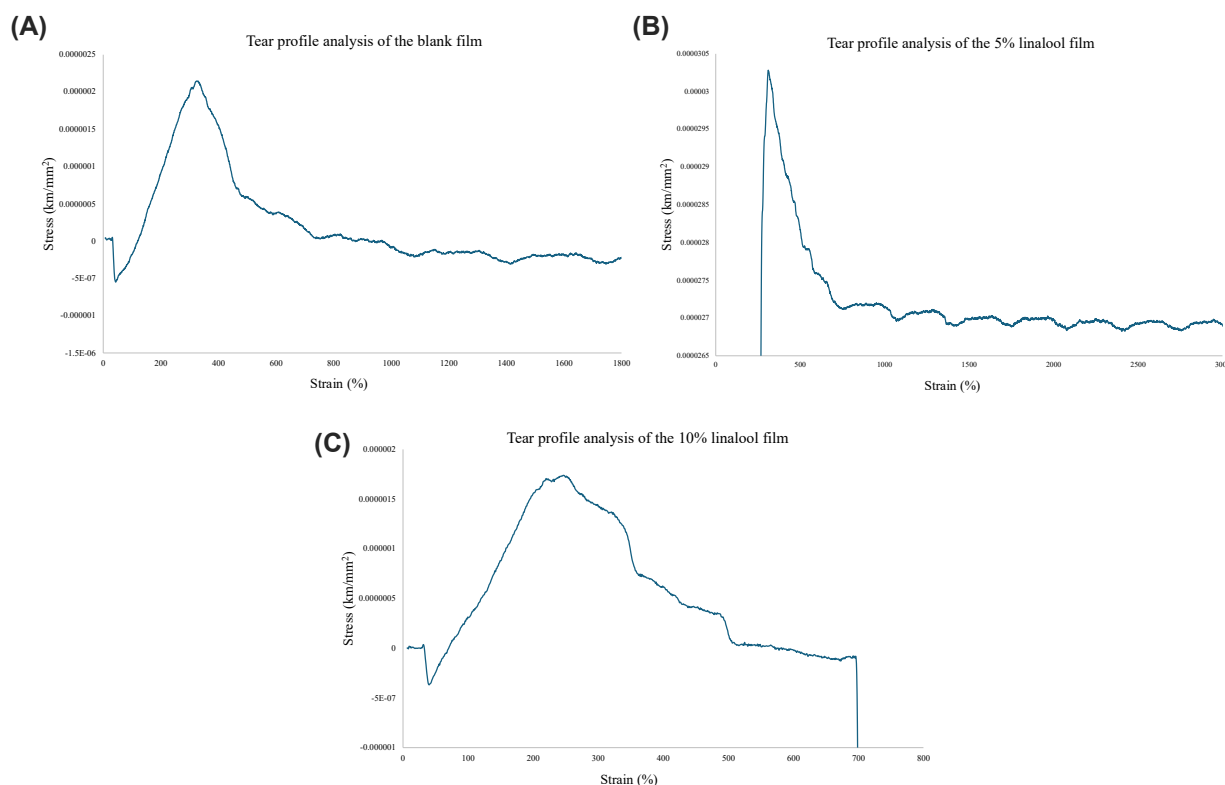 (A)
Tear profile analysis of the blank film
0.0000025
0.000002
0.0000015
0.000001
0.0000005
0
-5E-07
-0.000001
-1.5E-06
Stress (km/mm²)
0 200 400 600 800 1000 1200 1400 1600 1800
Strain (%)
(B)
Tear profile analysis of the 5% linalool film
0.0000305
0.00003
0.0000295
0.000029
0.0000285
0.000028
0.0000275
0.000027
0.0000265
Stress (km/mm²)
0 500 1000 1500 2000 2500 3000
Strain (%)
(C)
Tear profile analysis of the 10% linalool film
0.000002
0.0000015
0.000001
0.0000005
0
-5E-07
-0.000001
Stress (km/mm²)
0 100 200 300 400 500 600 700 800
Strain (%)